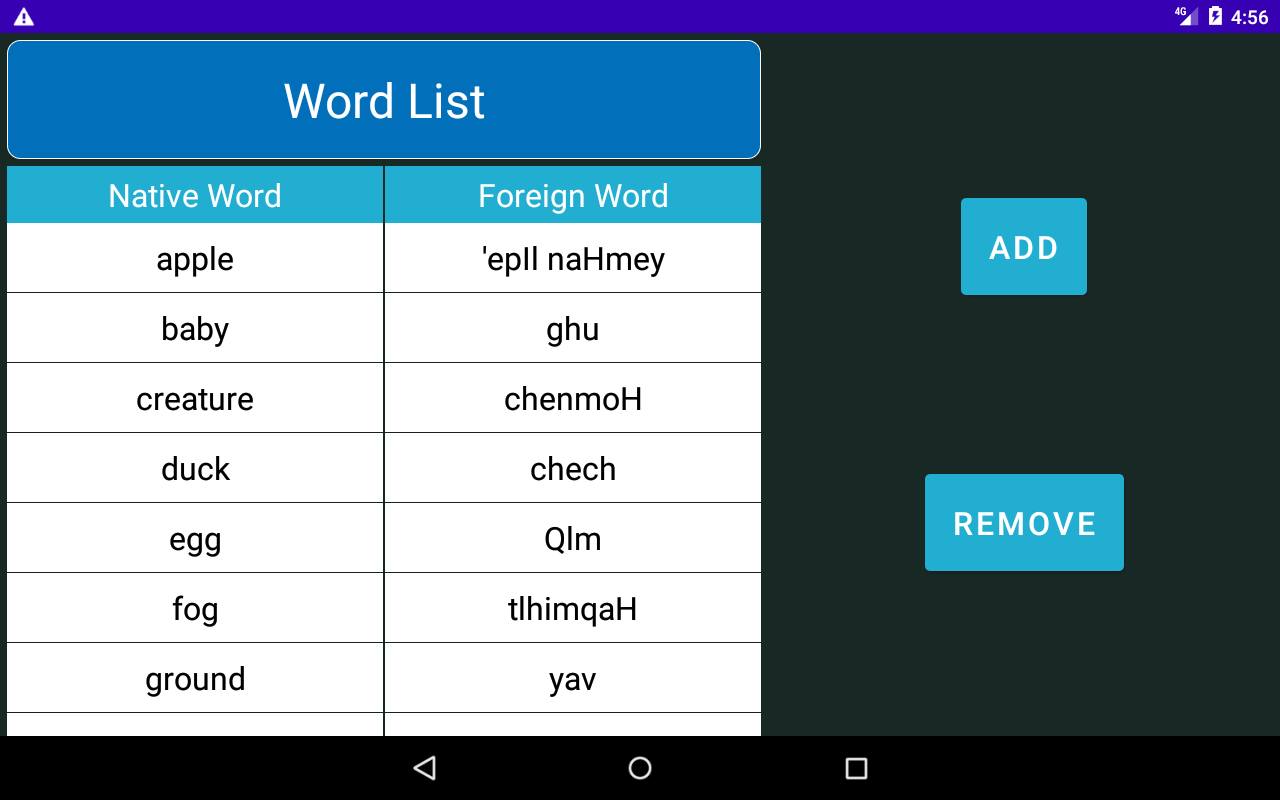 4G 4:56
Word List
Native Word Foreign Word
apple 'epIl naHmey
baby ghu
creature chenmoH
duck chech
egg QIm
fog tlhimqaH
ground yav
ADD
REMOVE